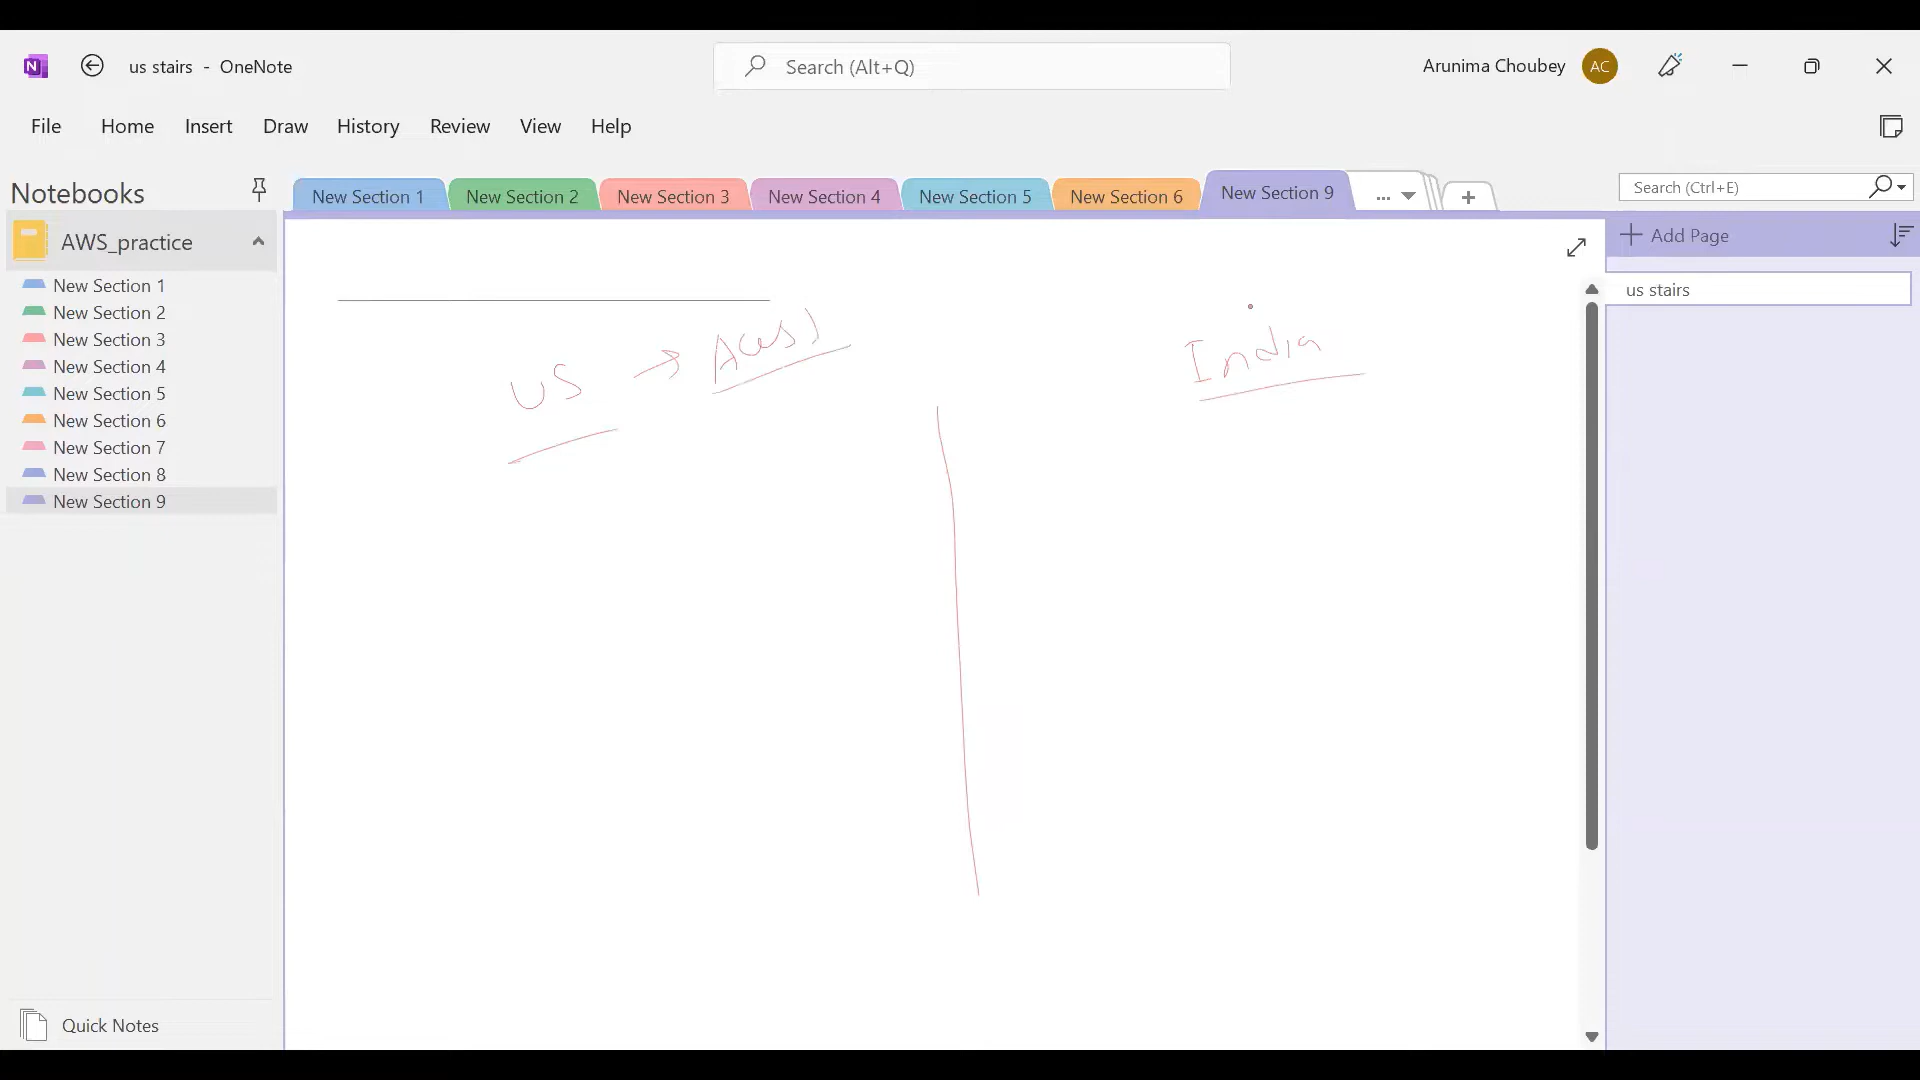 us stairs - OneNote
Search (Alt+Q)
Arunima Choubey
AC
File Home Insert Draw History Review View Help
Notebooks
New Section 1 New Section 2 New Section 3 New Section 4 New Section 5 New Section 6 New Section 9 ...
Search (Ctrl+E)
AWS_practice
New Section 1
New Section 2
New Section 3
New Section 4
New Section 5
New Section 6
New Section 7
New Section 8
New Section 9
Quick Notes
US →
India
Add Page
us stairs